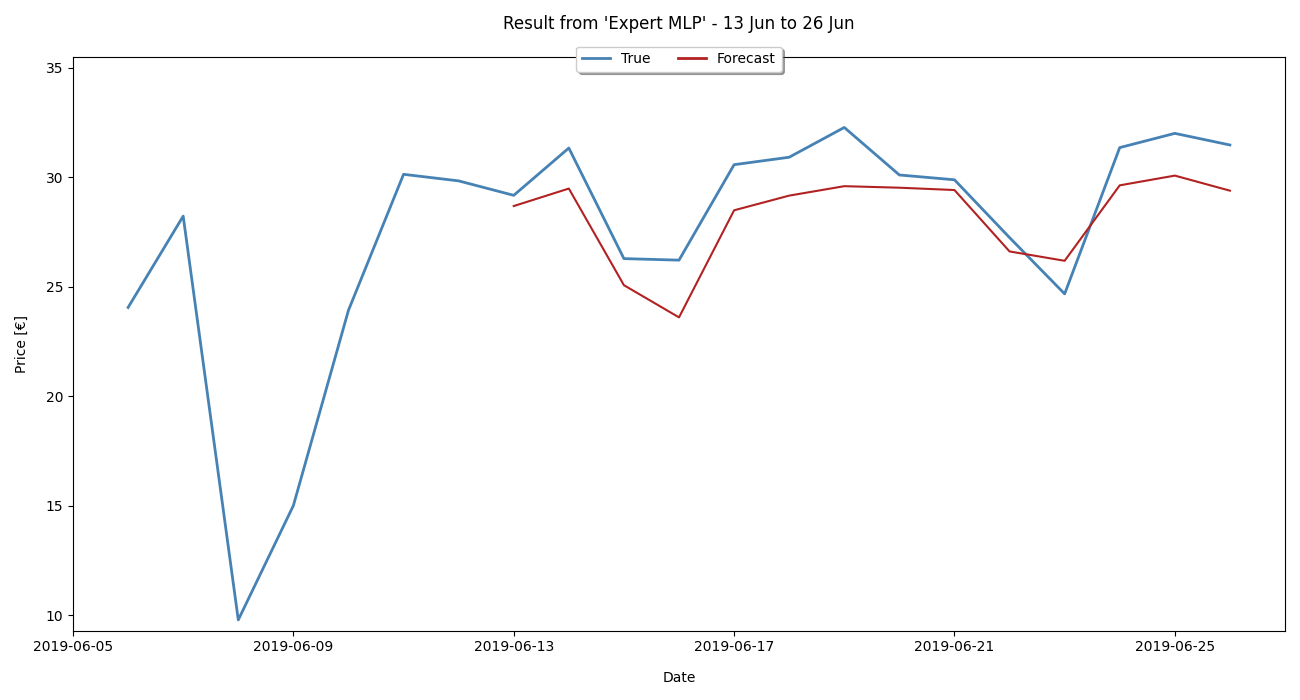 Result from 'Expert MLP' - 13 Jun to 26 Jun
True Forecast
35
30
25
20
15
10
Price [€]
2019-06-05 2019-06-09 2019-06-13 2019-06-17 2019-06-21 2019-06-25
Date